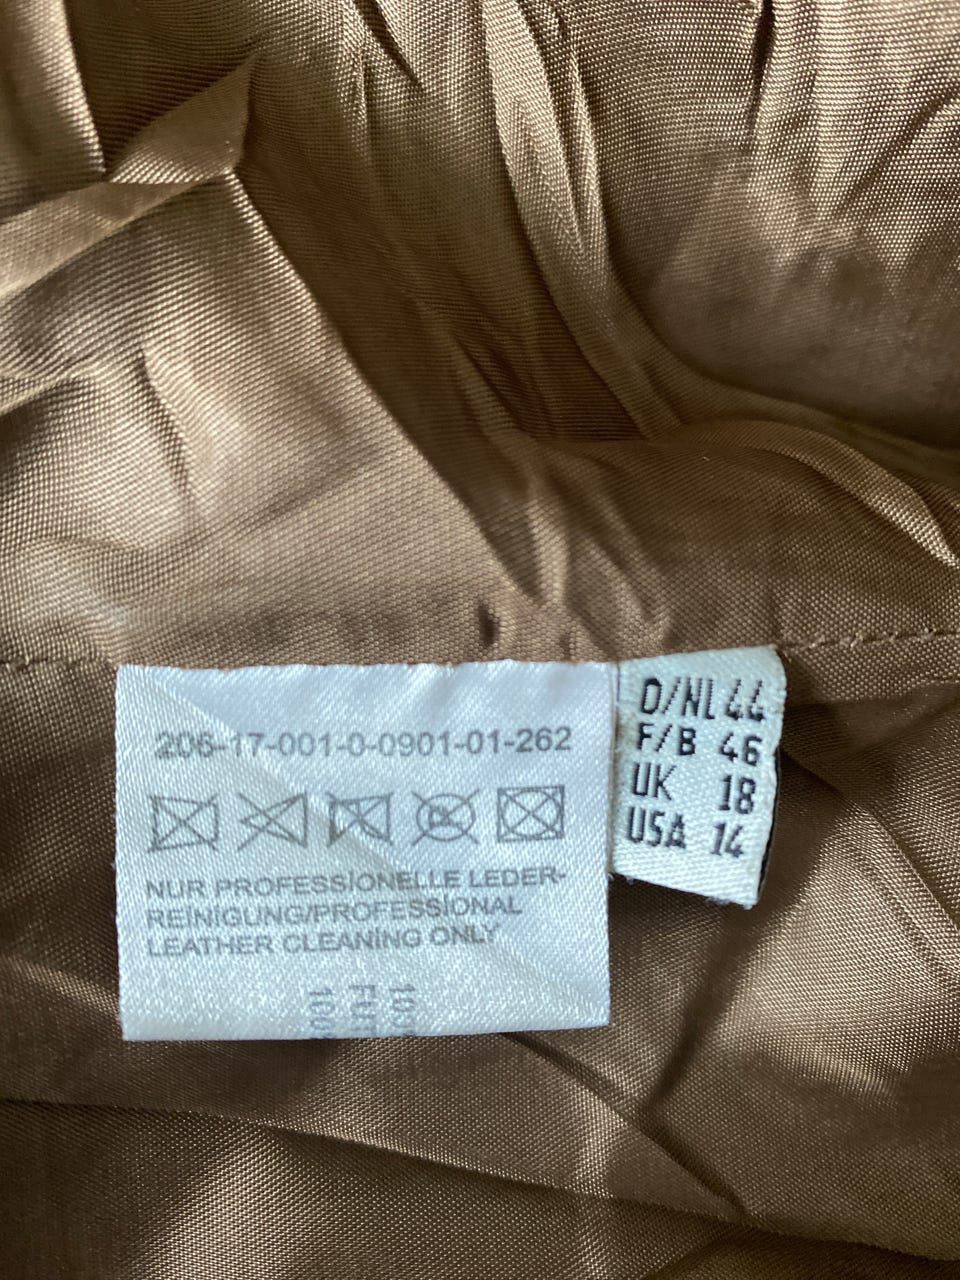 206-17-001-0-0901-01-262
NUR PROFESSIONELLE LEDER-
REINIGUNG/PROFESSIONAL
LEATHER CLEANING ONLY
D/NL 44
F/B 46
UK 18
USA 14